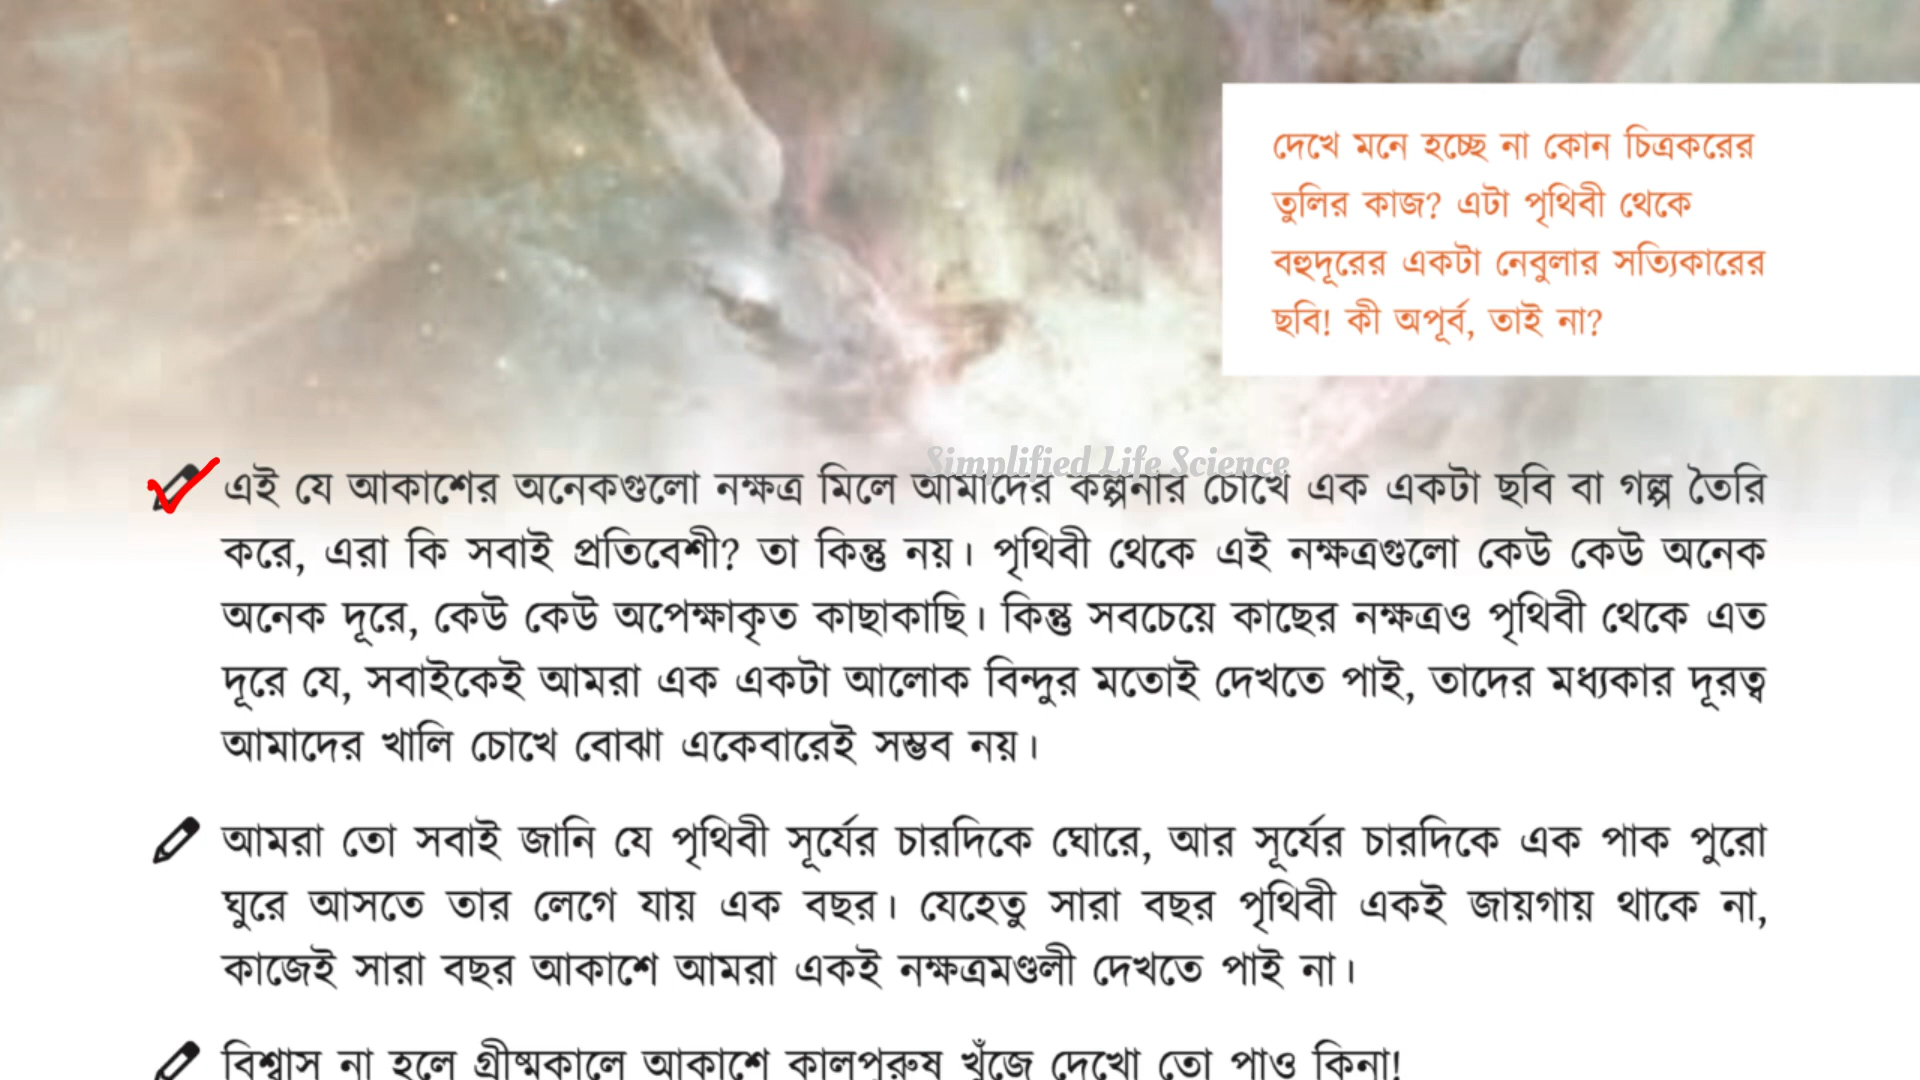 দেখে মনে হচ্ছে না কোন চিত্রকরের
তুলির কাজ? এটা পৃথিবী থেকে
বহুদূরের একটা নেবুলার সত্যিকারের
ছবি! কী অপূর্ব, তাই না?
Simplified Life Science
এই যে আকাশের অনেকগুলো নক্ষত্র মিলে আমাদের কল্পনার চোখে এক একটা ছবি বা গল্প তৈরি
করে, এরা কি সবাই প্রতিবেশী? তা কিন্তু নয়। পৃথিবী থেকে এই নক্ষত্রগুলো কেউ কেউ অনেক
অনেক দূরে, কেউ কেউ অপেক্ষাকৃত কাছাকাছি। কিন্তু সবচেয়ে কাছের নক্ষত্রও পৃথিবী থেকে এত
দূরে যে, সবাইকেই আমরা এক একটা আলোক বিন্দুর মতোই দেখতে পাই, তাদের মধ্যকার দূরত্ব
আমাদের খালি চোখে বোঝা একেবারেই সম্ভব নয়।
আমরা তো সবাই জানি যে পৃথিবী সূর্যের চারদিকে ঘোরে, আর সূর্যের চারদিকে এক পাক পুরো
ঘুরে আসতে তার লেগে যায় এক বছর। যেহেতু সারা বছর পৃথিবী একই জায়গায় থাকে না,
কাজেই সারা বছর আকাশে আমরা একই নক্ষত্রমণ্ডলী দেখতে পাই না।
বিশ্বাস না হলে গ্রীষ্মকালে আকাশে কালপুরুষ খুঁজে দেখো তো পাও কিনা!